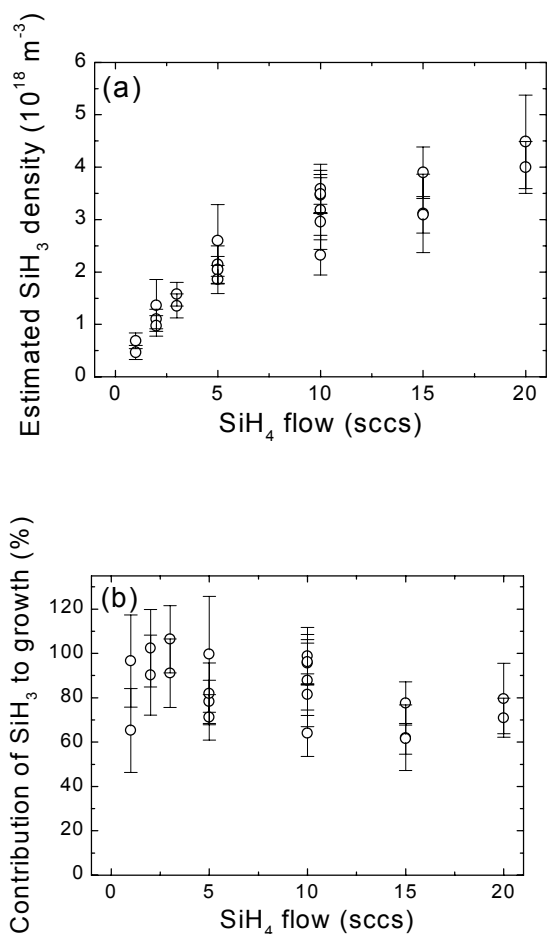 (a)
Estimated SiH₃ density (10¹⁸ m⁻³)
6
5
4
3
2
1
0
0 5 10 15 20
SiH₄ flow (sccs)
(b)
Contribution of SiH₃ to growth (%)
120
100
80
60
40
20
0
0 5 10 15 20
SiH₄ flow (sccs)